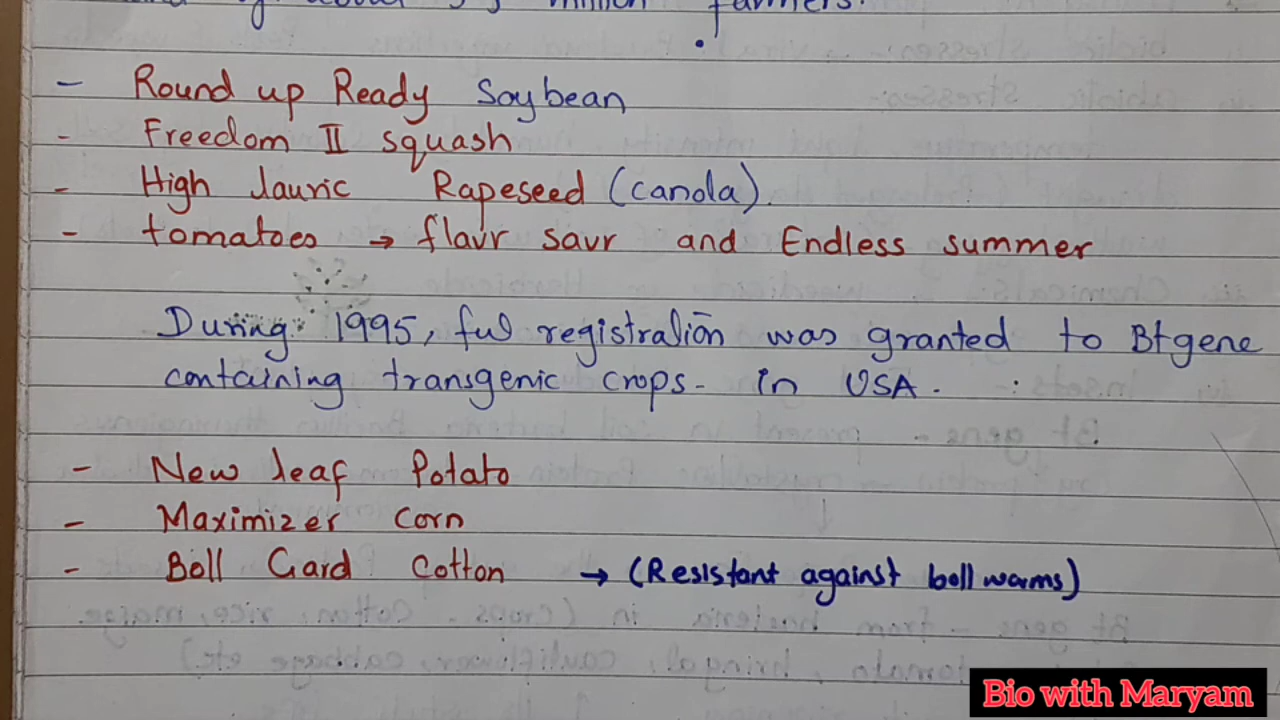 million farmers.
- Round up Ready Soybean
- Freedom II squash
- High lauric Rapeseed (canola).
- tomatoes → flavr savr and Endless summer
During 1995, ful registration was granted to Bt gene
containing transgenic crops - in USA.
- New leaf Potato
- Maximizer corn
- Boll Gard Cotton → (Resistant against boll warms)
Bio with Maryam